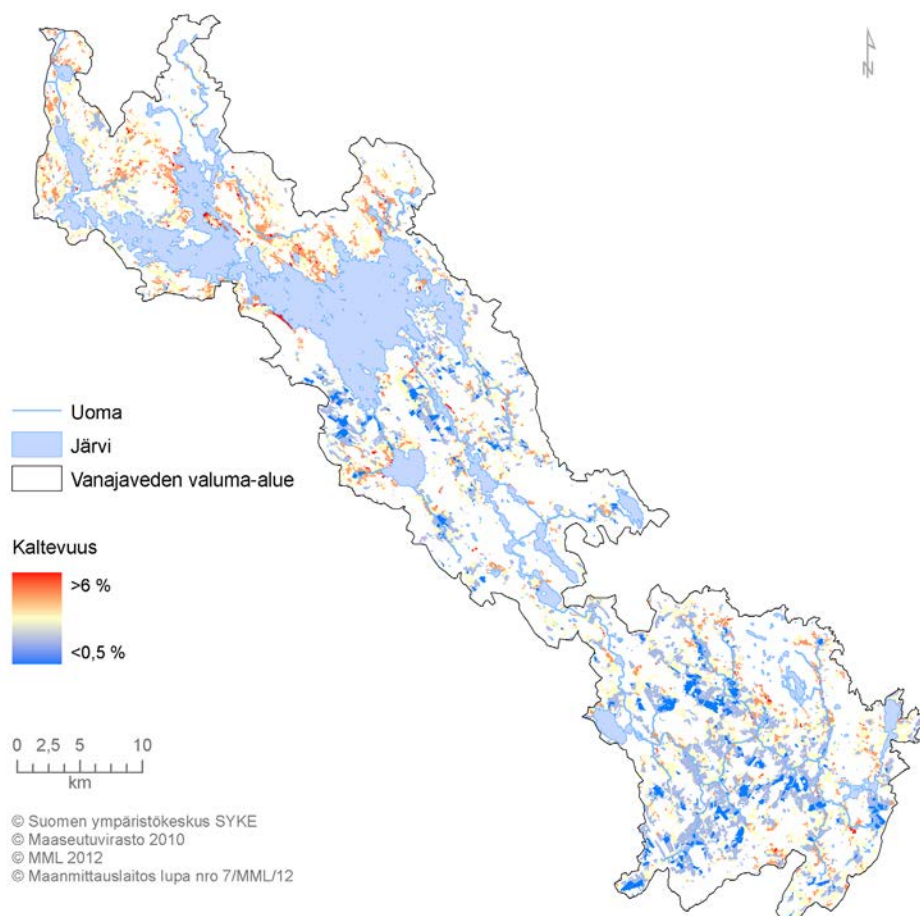 Uoma
Järvi
Vanajaveden valuma-alue
Kaltevuus
>6 %
<0,5 %
0 2,5 5 10
km
© Suomen ympäristökeskus SYKE
© Maaseutuvirasto 2010
© MML 2012
© Maanmittauslaitos lupa nro 7/MML/12
N